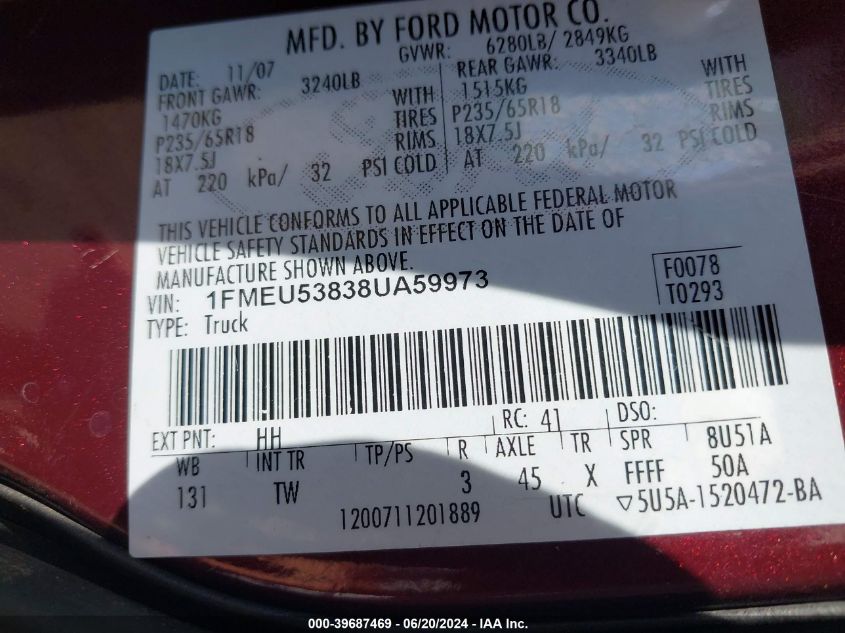 MFD. BY FORD MOTOR CO.
DATE: 11/07 GVWR: 6280LB/ 2849KG
FRONT GAWR: 3240LB REAR GAWR: 3340LB
1470KG WITH 1515KG WITH
P235/65R18 TIRES P235/65R18 TIRES
18X7.5J RIMS 18X7.5J RIMS
AT 220 kPa/ 32 PSI COLD AT 220 kPa/ 32 PSI COLD
THIS VEHICLE CONFORMS TO ALL APPLICABLE FEDERAL MOTOR
VEHICLE SAFETY STANDARDS IN EFFECT ON THE DATE OF
MANUFACTURE SHOWN ABOVE.
VIN: 1FMEU53838UA59973 F0078
TYPE: Truck T0293
EXT PNT: HH RC: 41 DSO:
WB INT TR TP/PS R AXLE TR SPR 8U51A
131 TW 3 45 X FFFF 50A
1200711201889 UTC ▽5U5A-1520472-BA
000-39687469 - 06/20/2024 - IAA Inc.